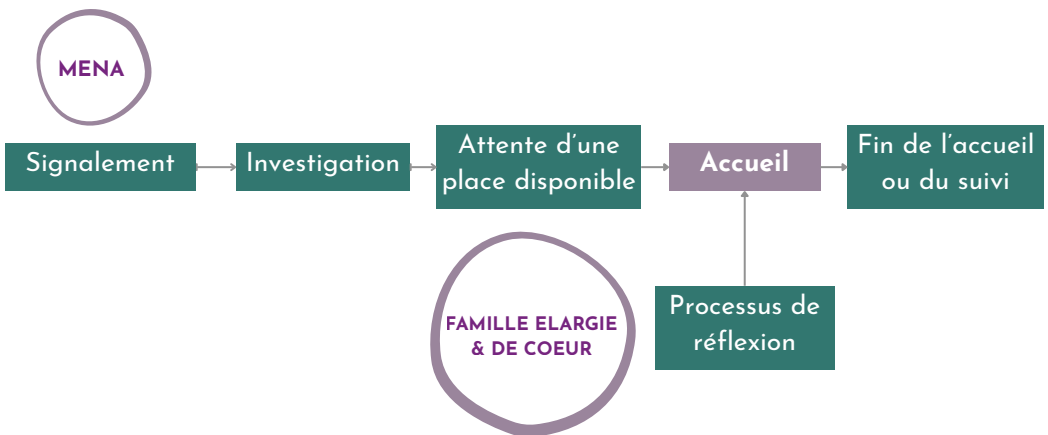 MENA
Signalement
Investigation
Attente d'une
place disponible
Accueil
Fin de l'accueil
ou du suivi
FAMILLE ELARGIE
& DE COEUR
Processus de
réflexion